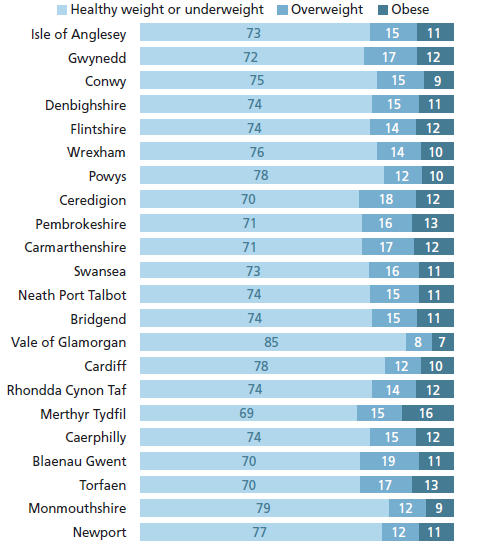 Healthy weight or underweight Overweight Obese
Isle of Anglesey 73 15 11
Gwynedd 72 17 12
Conwy 75 15 9
Denbighshire 74 15 11
Flintshire 74 14 12
Wrexham 76 14 10
Powys 78 12 10
Ceredigion 70 18 12
Pembrokeshire 71 16 13
Carmarthenshire 71 17 12
Swansea 73 16 11
Neath Port Talbot 74 15 11
Bridgend 74 15 11
Vale of Glamorgan 85 8 7
Cardiff 78 12 10
Rhondda Cynon Taf 74 14 12
Merthyr Tydfil 69 15 16
Caerphilly 74 15 12
Blaenau Gwent 70 19 11
Torfaen 70 17 13
Monmouthshire 79 12 9
Newport 77 12 11